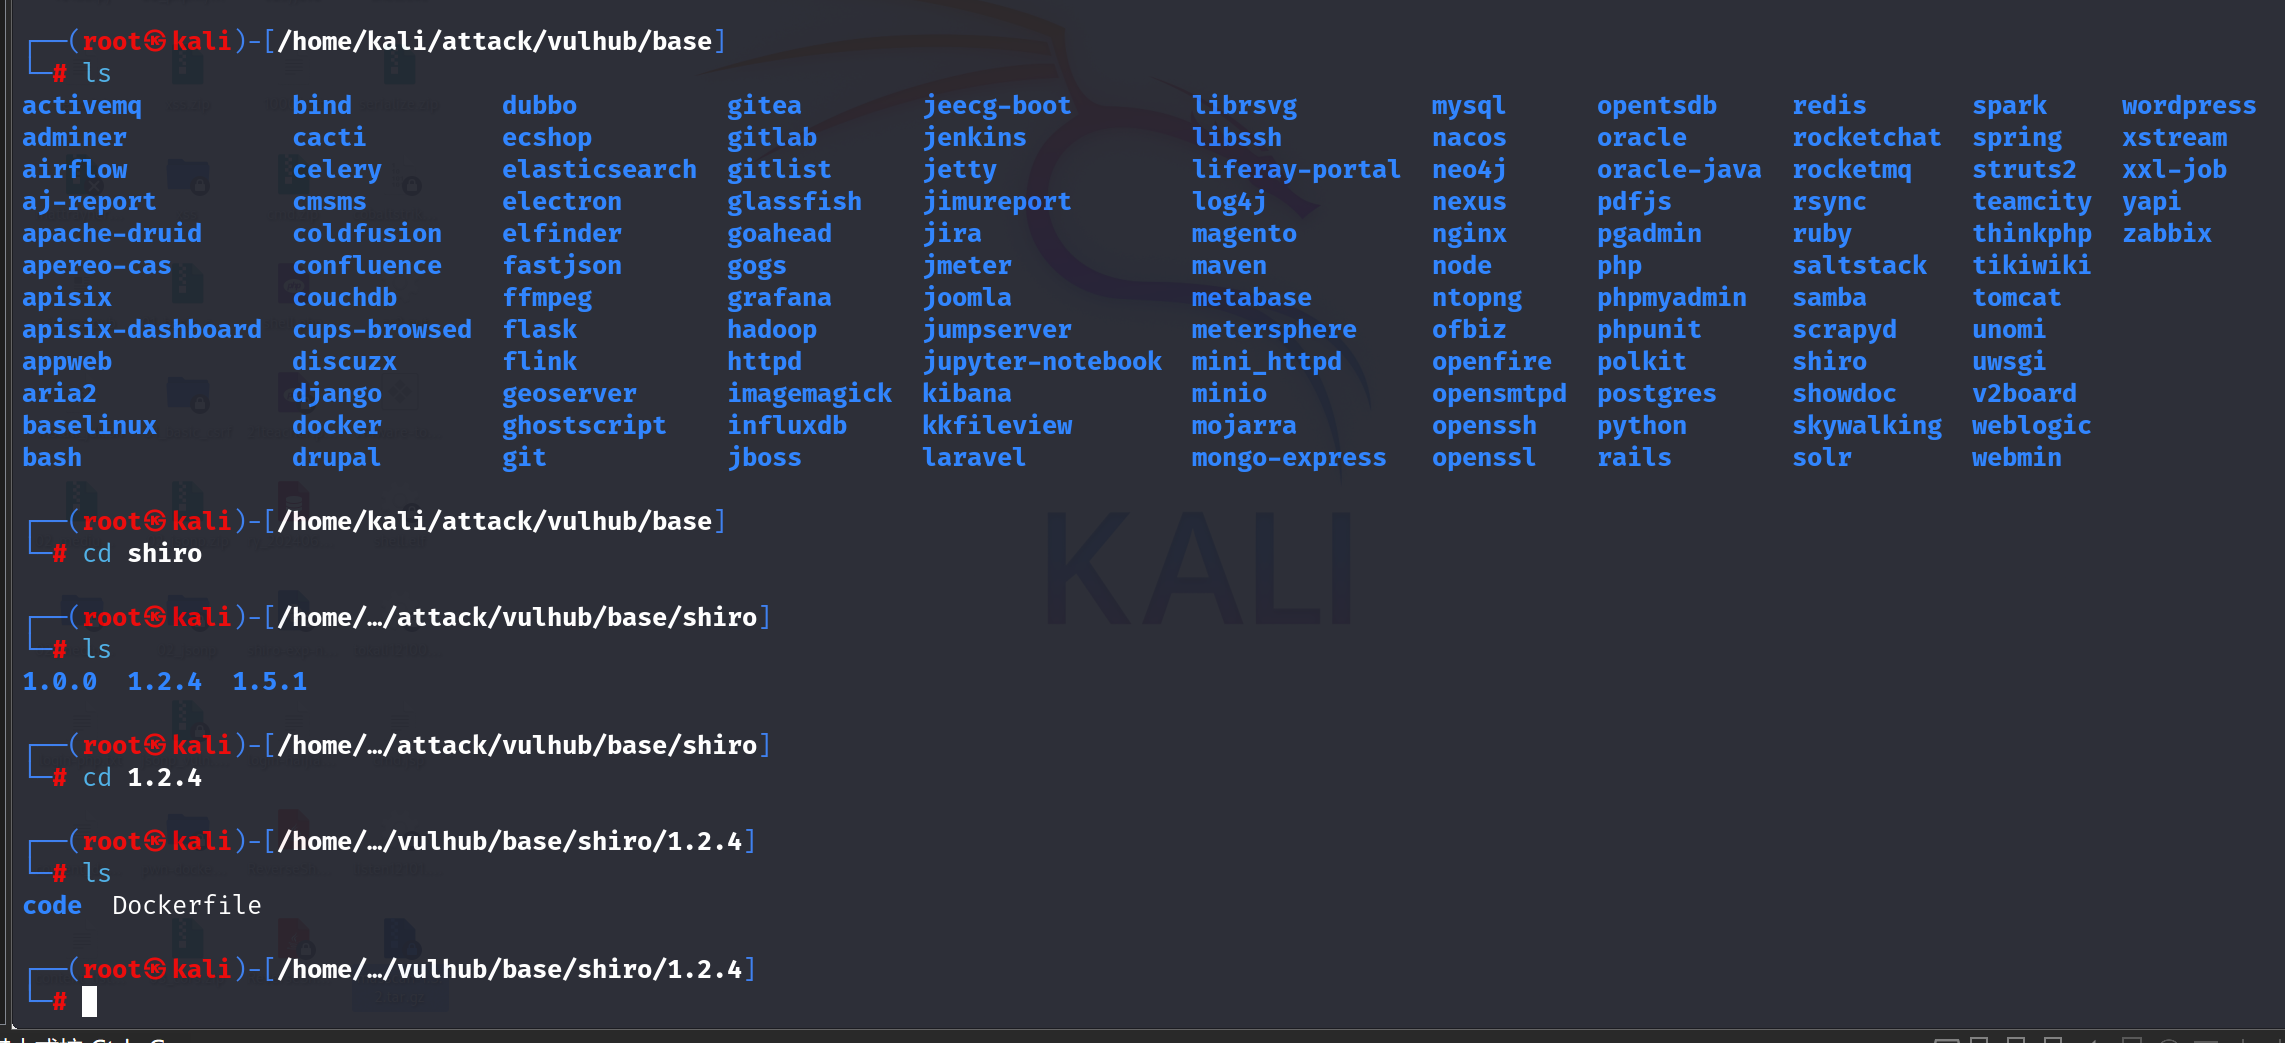 ┌──(root㉿kali)-[/home/kali/attack/vulhub/base]
└─# ls
activemq bind dubbo gitea jeecg-boot librsvg mysql opentsdb redis spark wordpress
adminer cacti ecshop gitlab jenkins libssh nacos oracle rocketchat spring xstream
airflow celery elasticsearch gitlist jetty liferay-portal neo4j oracle-java rocketmq struts2 xxl-job
aj-report cmsms electron glassfish jimureport log4j nexus pdfjs rsync teamcity yapi
apache-druid coldfusion elfinder goahead jira magento nginx pgadmin ruby thinkphp zabbix
apereo-cas confluence fastjson gogs jmeter maven node php saltstack tikiwiki
apisix couchdb ffmpeg grafana joomla metabase ntopng phpmyadmin samba tomcat
apisix-dashboard cups-browsed flask hadoop jumpserver metersphere ofbiz phpunit scrapyd unomi
appweb discuzx flink httpd jupyter-notebook mini_httpd openfire polkit shiro uwsgi
aria2 django geoserver imagemagick kibana minio opensmtpd postgres showdoc v2board
baselinux docker ghostscript influxdb kkfileview mojarra openssh python skywalking weblogic
bash drupal git jboss laravel mongo-express openssl rails solr webmin
┌──(root㉿kali)-[/home/kali/attack/vulhub/base]
└─# cd shiro
┌──(root㉿kali)-[/home/…/attack/vulhub/base/shiro]
└─# ls
1.0.0 1.2.4 1.5.1
┌──(root㉿kali)-[/home/…/attack/vulhub/base/shiro]
└─# cd 1.2.4
┌──(root㉿kali)-[/home/…/vulhub/base/shiro/1.2.4]
└─# ls
code Dockerfile
┌──(root㉿kali)-[/home/…/vulhub/base/shiro/1.2.4]
└─#
KALI